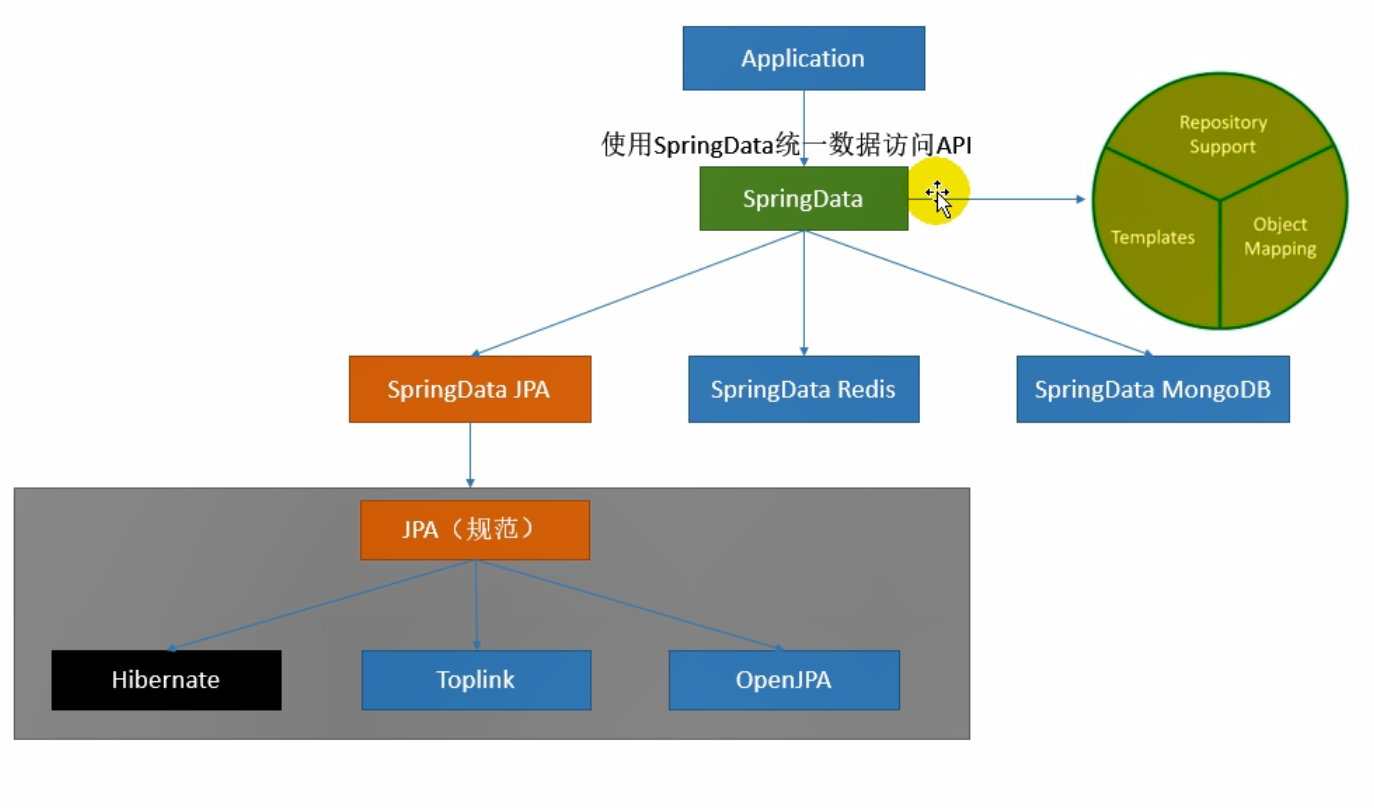 Application
使用SpringData统一数据访问API
SpringData
Repository
Support
Templates
Object
Mapping
SpringData JPA
SpringData Redis
SpringData MongoDB
JPA（规范）
Hibernate
Toplink
OpenJPA